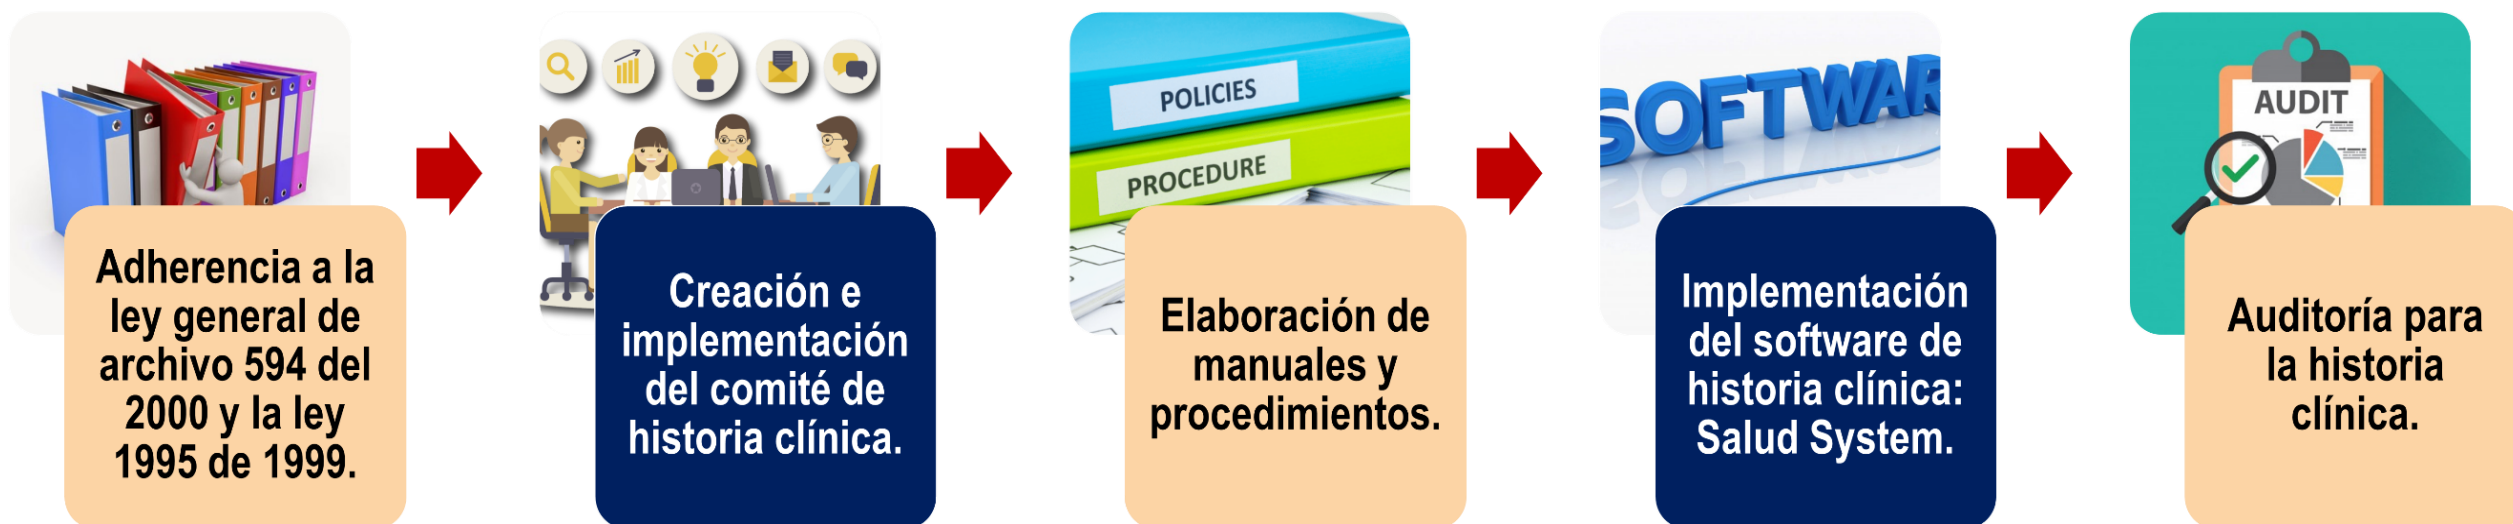 Adherencia a la
ley general de
archivo 594 del
2000 y la ley
1995 de 1999.
Creación e
implementación
del comité de
historia clínica.
POLICIES
PROCEDURE
Elaboración de
manuales y
procedimientos.
SOFTWAR
Implementación
del software de
historia clínica:
Salud System.
AUDIT
Auditoría para
la historia
clínica.